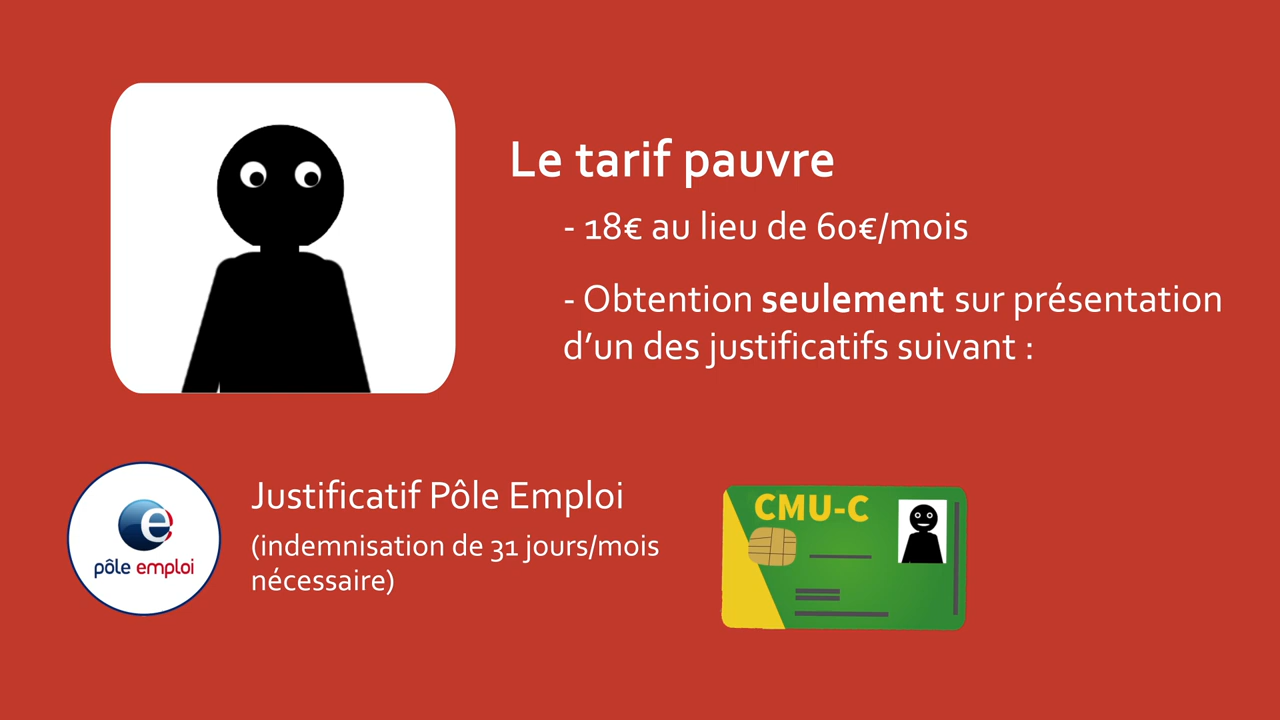 Le tarif pauvre
- 18€ au lieu de 60€/mois
- Obtention seulement sur présentation
d’un des justificatifs suivant :
pôle emploi
Justificatif Pôle Emploi
(indemnisation de 31 jours/mois
nécessaire)
CMU-C